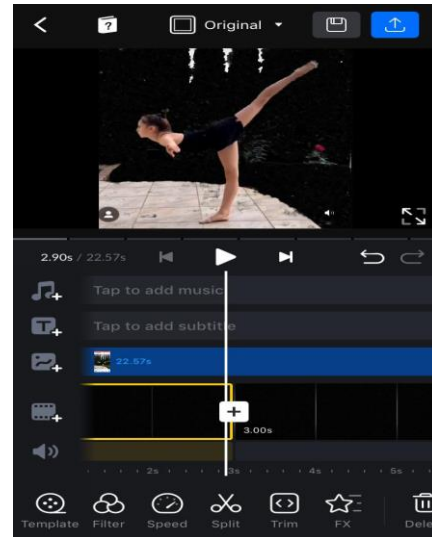 ?
Original
2.90s / 22.57s
Tap to add music
Tap to add subtitle
22.57s
3.00s
2s 3s 4s 5s
Template Filter Speed Split Trim FX Dele